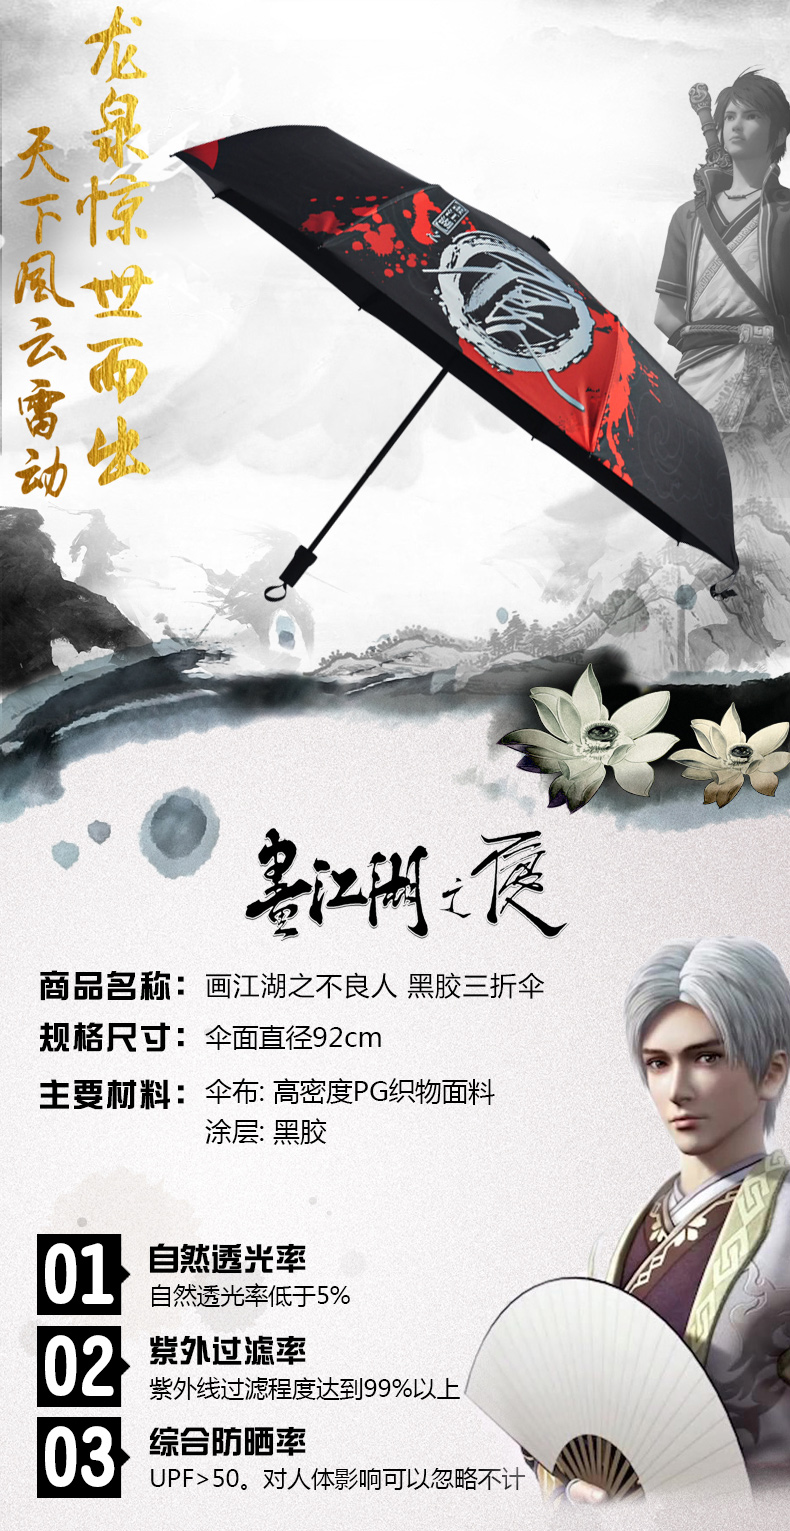 龙泉惊世而出
天下风云雷动
畫江湖之
商品名称：画江湖之不良人 黑胶三折伞
规格尺寸：伞面直径92cm
主要材料：伞布: 高密度PG织物面料
涂层: 黑胶
01 自然透光率
自然透光率低于5%
02 紫外过滤率
紫外线过滤程度达到99%以上
03 综合防晒率
UPF>50。对人体影响可以忽略不计